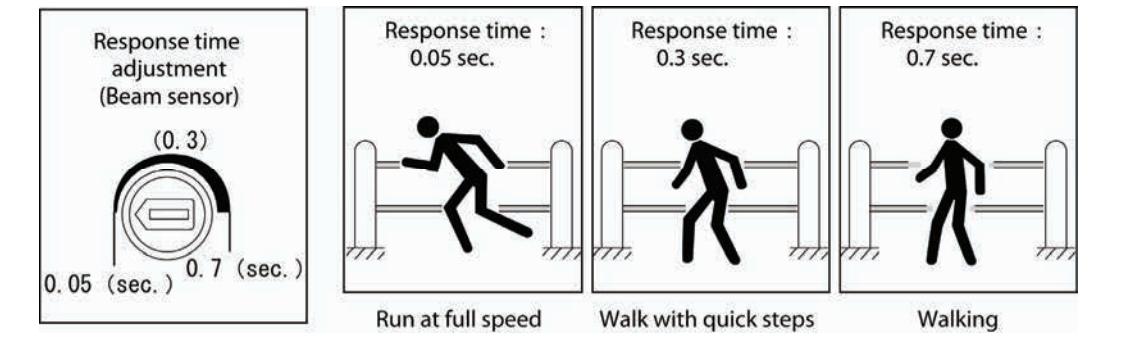 Response time
adjustment
(Beam sensor)
(0.3)
0.05 (sec.)
0.7 (sec.)
Response time :
0.05 sec.
Run at full speed
Response time :
0.3 sec.
Walk with quick steps
Response time :
0.7 sec.
Walking